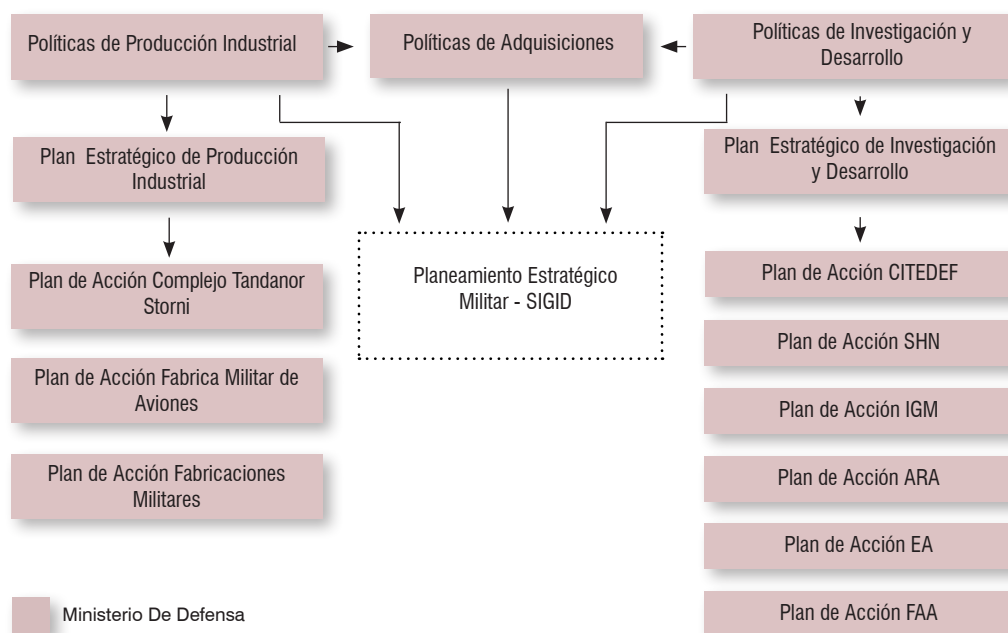 Políticas de Producción Industrial
Políticas de Adquisiciones
Políticas de Investigación y
Desarrollo
Plan Estratégico de Producción
Industrial
Plan Estratégico de Investigación
y Desarrollo
Planeamiento Estratégico
Militar - SIGID
Plan de Acción Complejo Tandanor
Storni
Plan de Acción Fabrica Militar de
Aviones
Plan de Acción Fabricaciones
Militares
Plan de Acción CITEDEF
Plan de Acción SHN
Plan de Acción IGM
Plan de Acción ARA
Plan de Acción EA
Plan de Acción FAA
Ministerio De Defensa